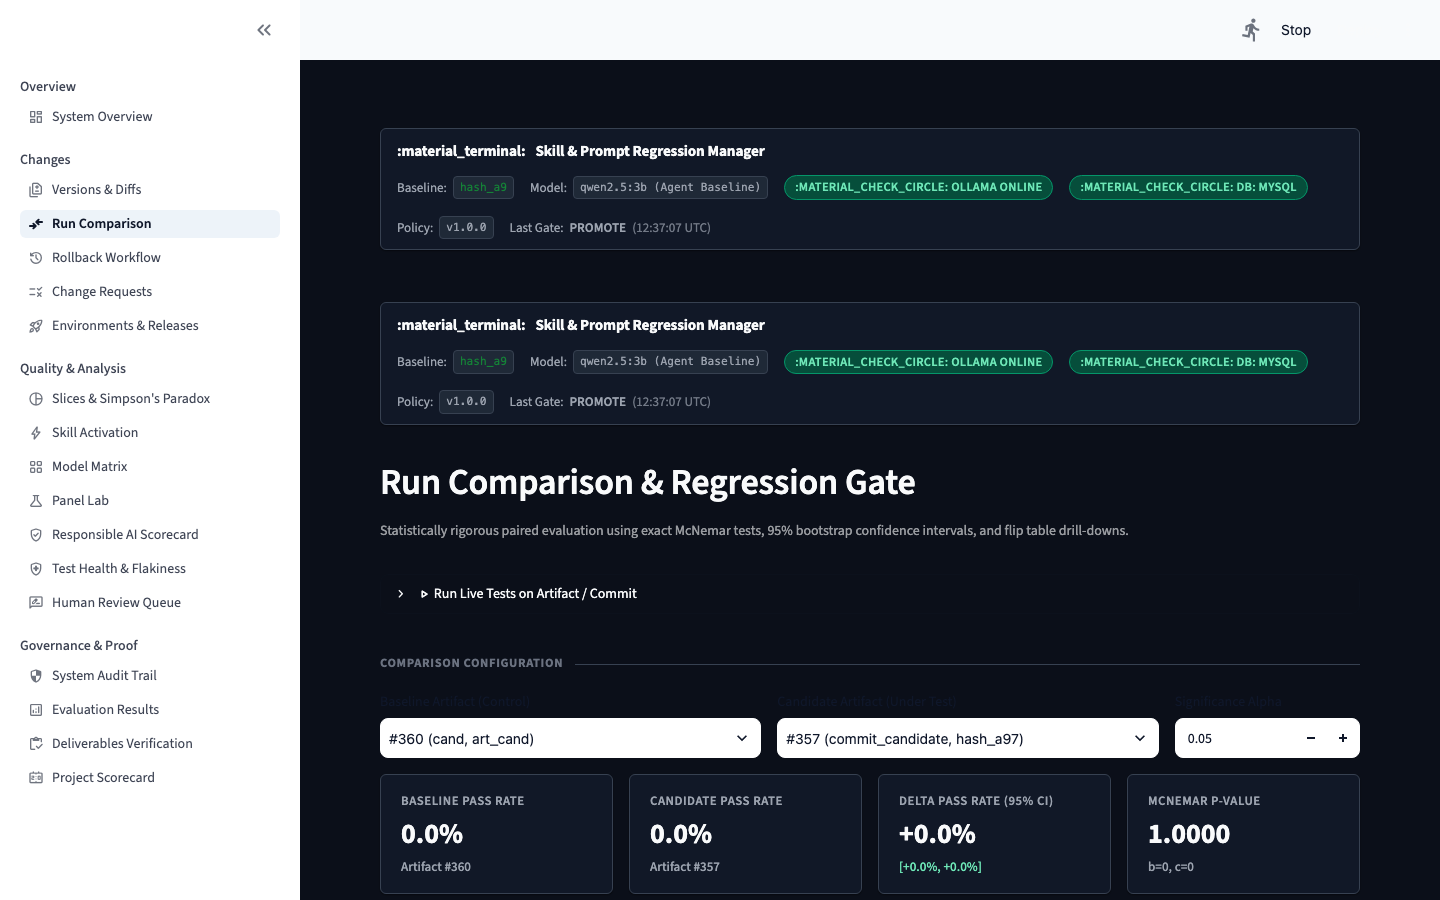 Stop
Overview
System Overview
Changes
Versions & Diffs
Run Comparison
Rollback Workflow
Change Requests
Environments & Releases
Quality & Analysis
Slices & Simpson's Paradox
Skill Activation
Model Matrix
Panel Lab
Responsible AI Scorecard
Test Health & Flakiness
Human Review Queue
Governance & Proof
System Audit Trail
Evaluation Results
Deliverables Verification
Project Scorecard
:material_terminal: Skill & Prompt Regression Manager
Baseline: hash_a9 Model: qwen2.5:3b (Agent Baseline) :MATERIAL_CHECK_CIRCLE: OLLAMA ONLINE :MATERIAL_CHECK_CIRCLE: DB: MYSQL
Policy: v1.0.0 Last Gate: PROMOTE (12:37:07 UTC)
:material_terminal: Skill & Prompt Regression Manager
Baseline: hash_a9 Model: qwen2.5:3b (Agent Baseline) :MATERIAL_CHECK_CIRCLE: OLLAMA ONLINE :MATERIAL_CHECK_CIRCLE: DB: MYSQL
Policy: v1.0.0 Last Gate: PROMOTE (12:37:07 UTC)
Run Comparison & Regression Gate
Statistically rigorous paired evaluation using exact McNemar tests, 95% bootstrap confidence intervals, and flip table drill-downs.
Run Live Tests on Artifact / Commit
COMPARISON CONFIGURATION
Baseline Artifact (Control) Candidate Artifact (Under Test) Significance Alpha
#360 (cand, art_cand) #357 (commit_candidate, hash_a97) 0.05
BASELINE PASS RATE CANDIDATE PASS RATE DELTA PASS RATE (95% CI) MCNEMAR P-VALUE
0.0% 0.0% +0.0% 1.0000
Artifact #360 Artifact #357 [+0.0%, +0.0%] b=0, c=0